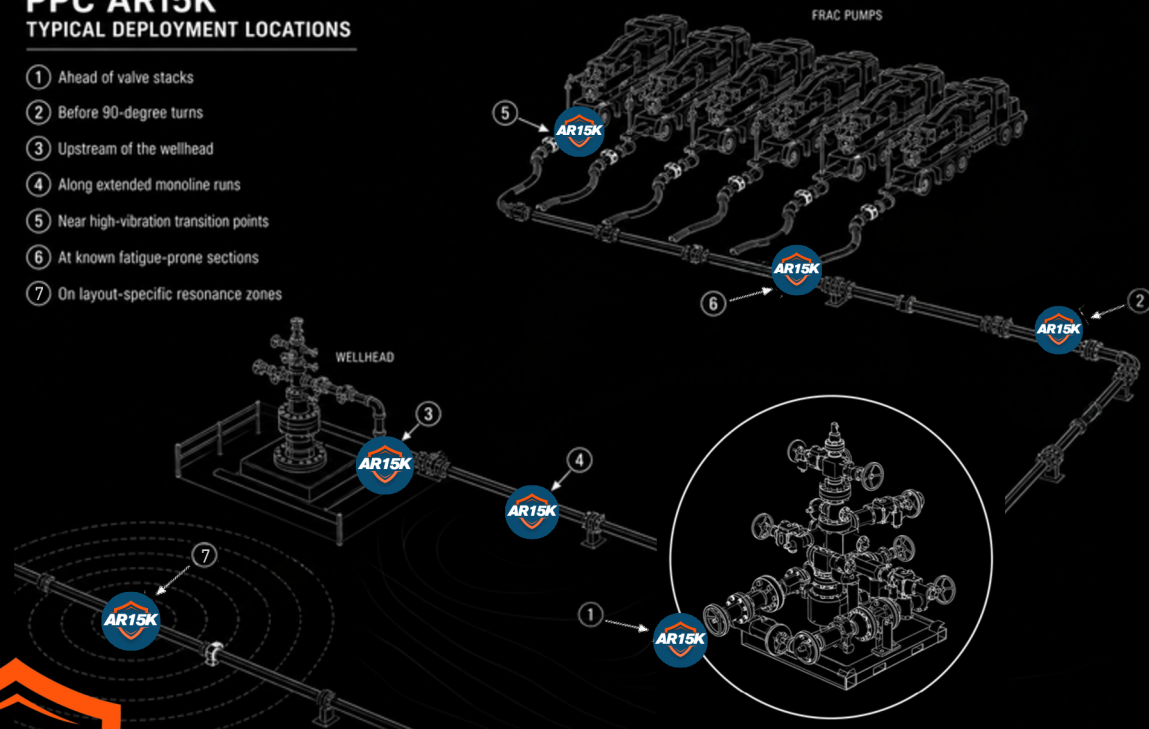 PPC AR15K
TYPICAL DEPLOYMENT LOCATIONS
1 Ahead of valve stacks
2 Before 90-degree turns
3 Upstream of the wellhead
4 Along extended monoline runs
5 Near high-vibration transition points
6 At known fatigue-prone sections
7 On layout-specific resonance zones
FRAC PUMPS
5
AR15K
AR15K
6
2
AR15K
WELLHEAD
3
AR15K
4
AR15K
7
AR15K
1
AR15K